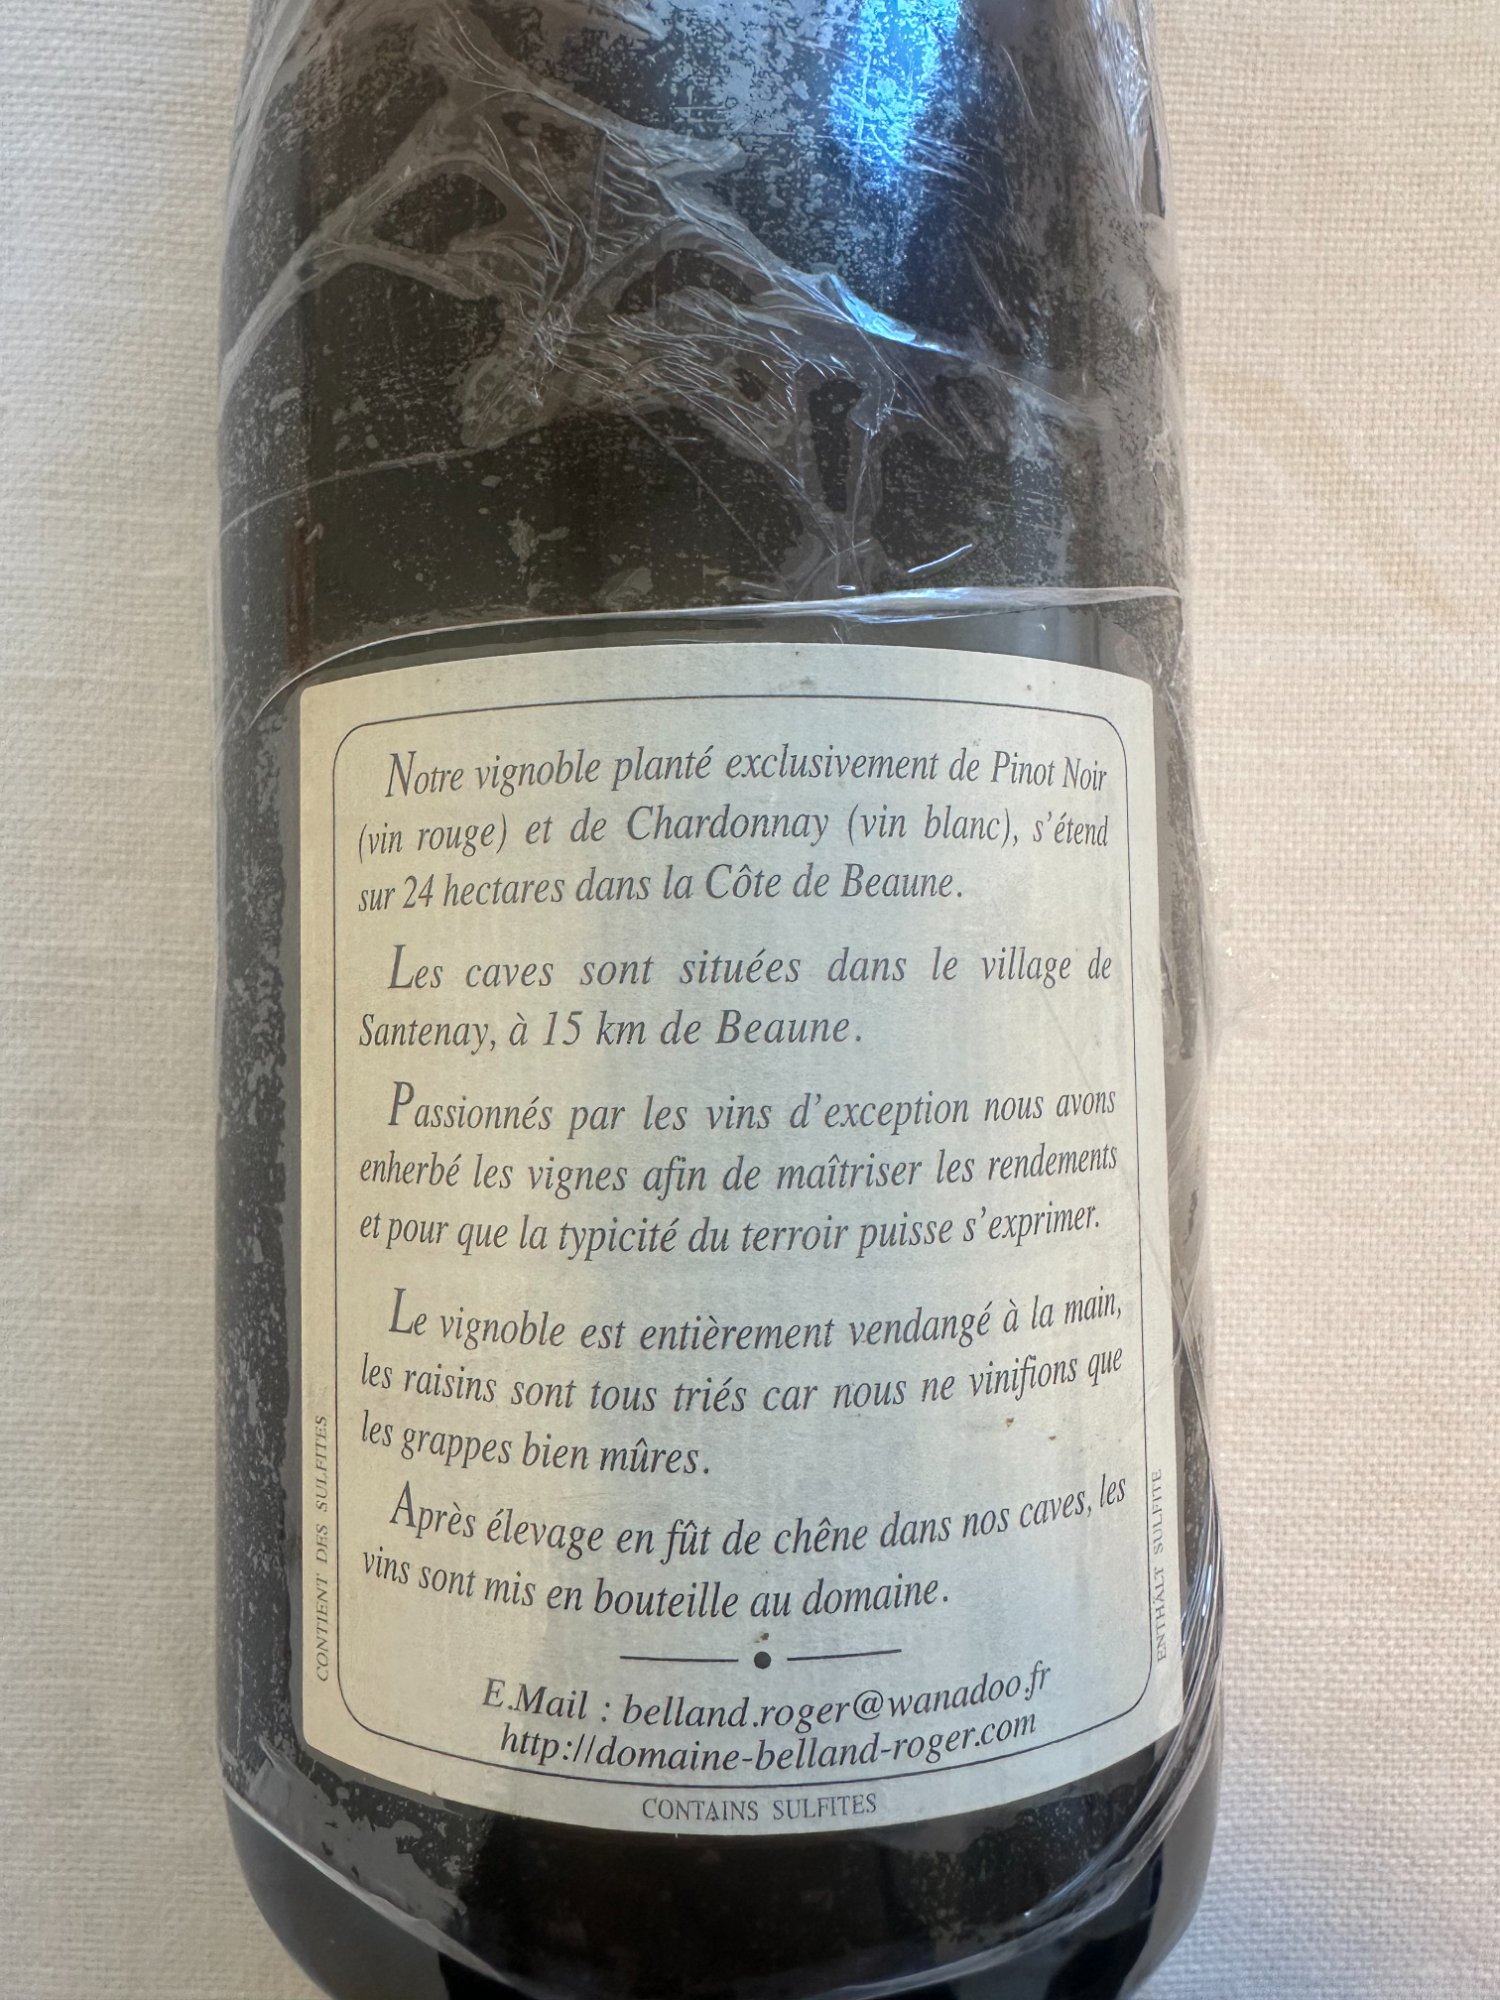 Notre vignoble planté exclusivement de Pinot Noir
(vin rouge) et de Chardonnay (vin blanc), s'étend
sur 24 hectares dans la Côte de Beaune.
Les caves sont situées dans le village de
Santenay, à 15 km de Beaune.
Passionnés par les vins d'exception nous avons
enherbé les vignes afin de maîtriser les rendements
et pour que la typicité du terroir puisse s'exprimer.
Le vignoble est entièrement vendangé à la main,
les raisins sont tous triés car nous ne vinifions que
les grappes bien mûres.
Après élevage en fût de chêne dans nos caves, les
vins sont mis en bouteille au domaine.
E.Mail : belland.roger@wanadoo.fr
http://domaine-belland-roger.com
CONTAINS SULFITES
CONTIENT DES SULFITES
ENTHÄLT SULFITE